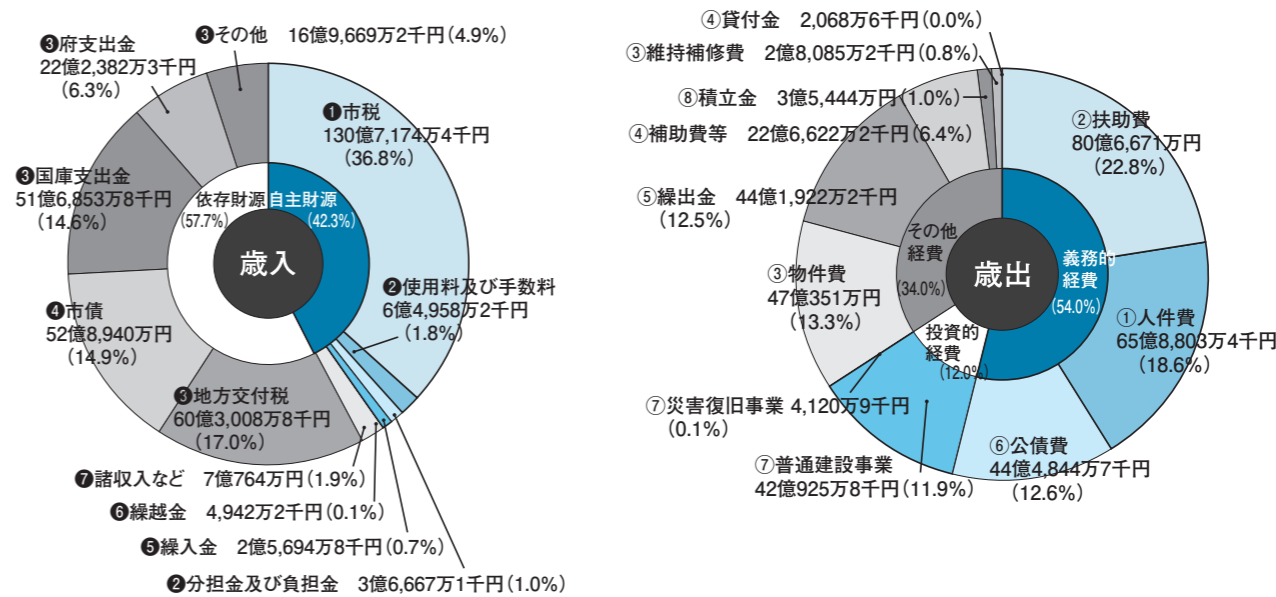 ❸その他 16億9,669万2千円(4.9%)
❸府支出金
22億2,382万3千円
(6.3%)
❶市税
130億7,174万4千円
(36.8%)
❸国庫支出金
51億6,853万8千円
(14.6%)
依存財源
(57.7%)
自主財源
(42.3%)
歳入
❷使用料及び手数料
6億4,958万2千円
(1.8%)
❹市債
52億8,940万円
(14.9%)
❸地方交付税
60億3,008万8千円
(17.0%)
❼諸収入など 7億764万円(1.9%)
❻繰越金 4,942万2千円(0.1%)
❺繰入金 2億5,694万8千円(0.7%)
❷分担金及び負担金 3億6,667万1千円(1.0%)
④貸付金 2,068万6千円(0.0%)
③維持補修費 2億8,085万2千円(0.8%)
⑧積立金 3億5,444万円(1.0%)
④補助費等 22億6,622万2千円(6.4%)
②扶助費
80億6,671万円
(22.8%)
⑤繰出金 44億1,922万2千円
(12.5%)
その他
経費
(34.0%)
歳出
義務的
経費
(54.0%)
③物件費
47億351万円
(13.3%)
投資的
経費
(12.0%)
①人件費
65億8,803万4千円
(18.6%)
⑦災害復旧事業 4,120万9千円
(0.1%)
⑥公債費
44億4,844万7千円
(12.6%)
⑦普通建設事業
42億925万8千円(11.9%)